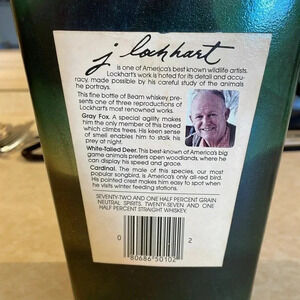 j lockhart
is one of America's best known wildlife artists.
Lockhart's work is noted for its detail and accu-
racy, made possible by his careful study of the animals
he portrays.
This fine bottle of Beam whiskey pre-
sents one of three reproductions of
Lockhart's most renowned works.
Gray Fox. A special agility makes
him the only member of this breed
which climbs trees. His keen sense
of smell enables him to stalk his
prey at night.
White-Tailed Deer. This best-known of America's big
game animals prefers open woodlands, where he
can display his speed and grace.
Cardinal. The male of this species, our most
popular songbird, is America's only all-red bird.
His pointed crest makes him easy to spot when
he visits winter feeding stations.
SEVENTY-TWO AND ONE HALF PERCENT GRAIN
NEUTRAL SPIRITS. TWENTY-SEVEN AND ONE
HALF PERCENT STRAIGHT WHISKEY.
0 80686 50102 2